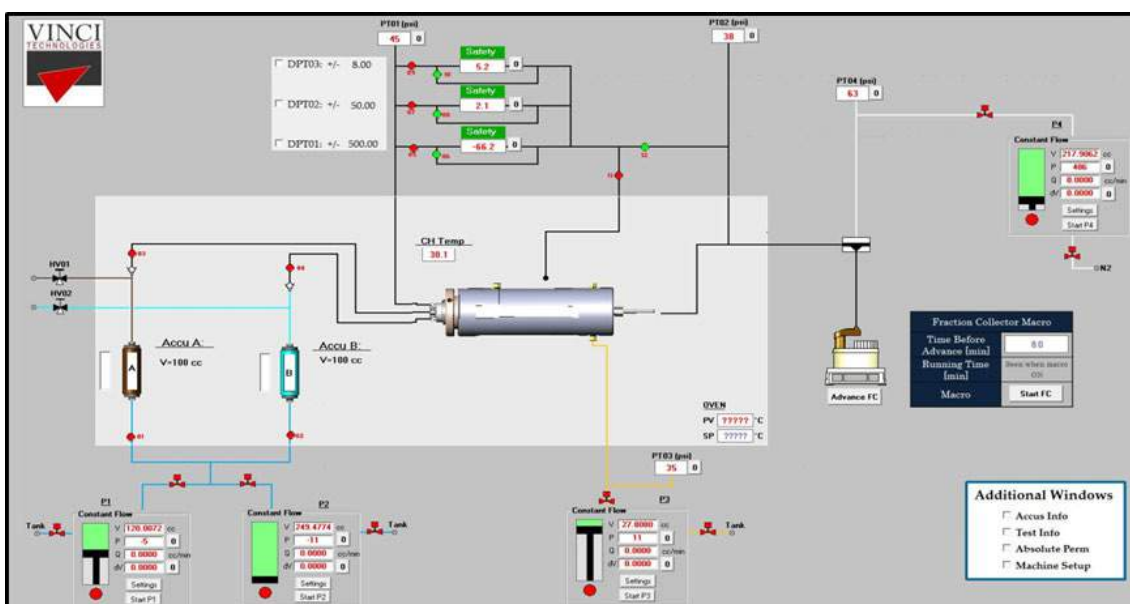 VINCI
TECHNOLOGIES
PT01 (psi)
45 0
PT02 (psi)
38 0
DPT03: +/- 8.00
DPT02: +/- 50.00
DPT01: +/- 500.00
Safety
5.2 0
Safety
2.1 0
Safety
-66.2 0
PT04 (psi)
63 0
P4
Constant Flow
V 217.9062 cc
P 406 0
Q 0.0000 cc/min
dV 0.0000 0
Settings
Start P4
N2
CH Temp
30.1
HV01
HV02
Accu A:
V=100 cc
A
Accu B:
V=100 cc
B
Advance FC
Fraction Collector Macro
Time Before Advance [min]
Running Time [min]
Seen when macro
Macro
Start FC
OVEN
PV ????? °C
SP ????? °C
PT03 (psi)
35 0
P1
Constant Flow
V 120.0072 cc
P -5 0
Q 0.0000 cc/min
dV 0.0000 0
Settings
Start P1
Tank
P2
Constant Flow
V 249.4774 cc
P -11 0
Q 0.0000 cc/min
dV 0.0000 0
Settings
Start P2
Tank
P3
Constant Flow
V 27.0000 cc
P 11 0
Q 0.0000 cc/min
dV 0.0000 0
Settings
Start P3
Tank
Additional Windows
Accus Info
Test Info
Absolute Perm
Machine Setup